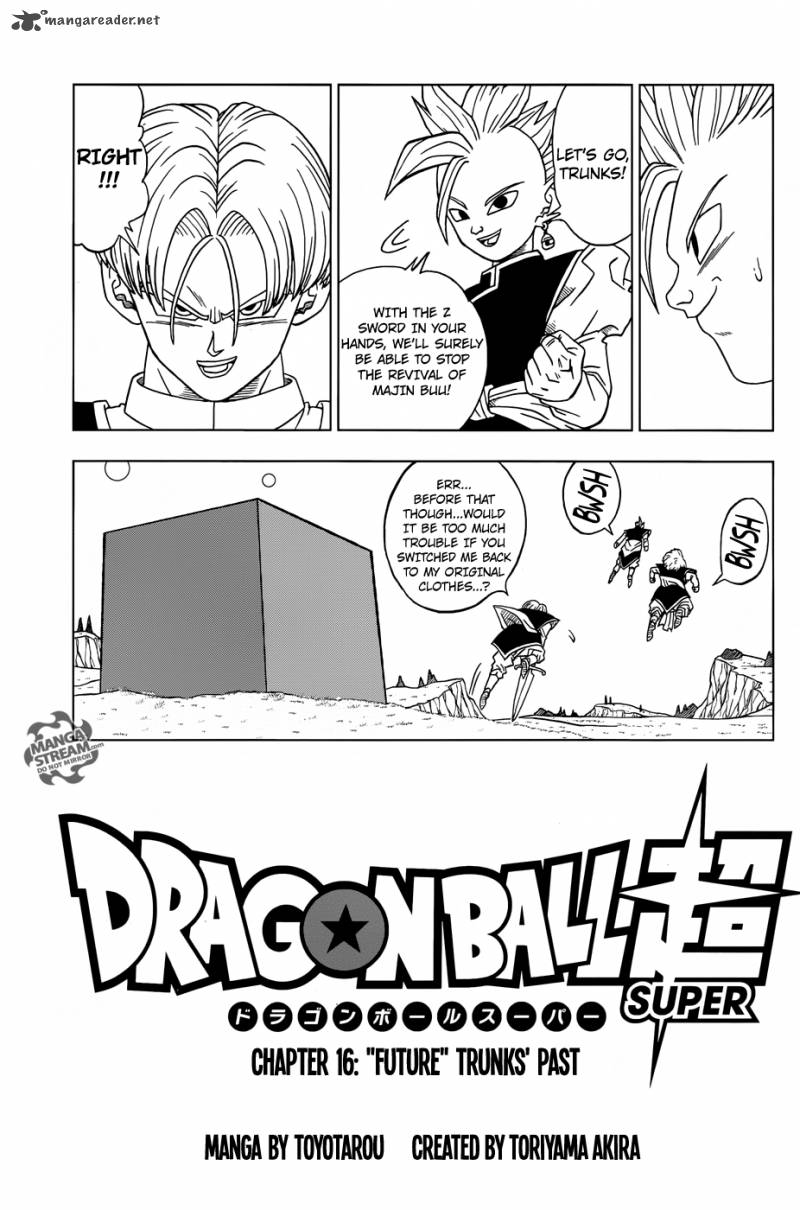 mangareader.net
LET'S GO,
TRUNKS!
WITH THE Z
SWORD IN YOUR
HANDS, WE'LL SURELY
BE ABLE TO STOP
THE REVIVAL OF
MAJIN BUU!
RIGHT
!!!
BWSH
BWSH
ERR...
BEFORE THAT
THOUGH...WOULD
IT BE TOO MUCH
TROUBLE IF YOU
SWITCHED ME BACK
TO MY ORIGINAL
CLOTHES...?
MANGA
STREAM.com
DO NOT MIRROR
DRAGON BALL超
SUPER
ドラゴンボールスーパー
CHAPTER 16: "FUTURE" TRUNKS' PAST
MANGA BY TOYOTAROU CREATED BY TORIYAMA AKIRA